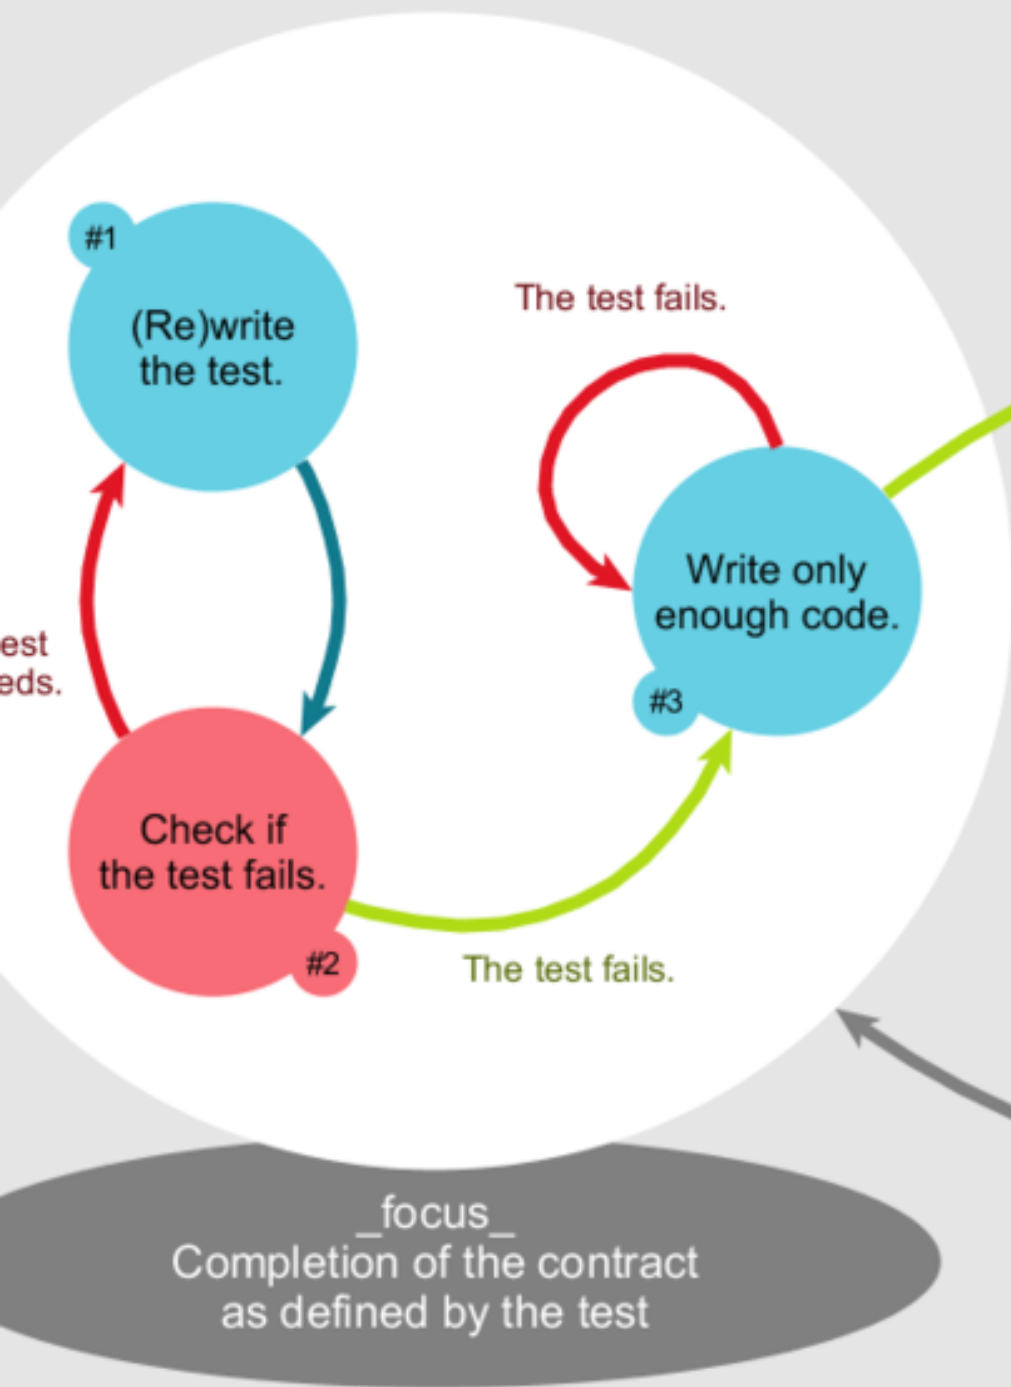 #1
(Re)write
the test.
The test fails.
Write only
enough code.
#3
Check if
the test fails.
#2
The test fails.
_focus_
Completion of the contract
as defined by the test